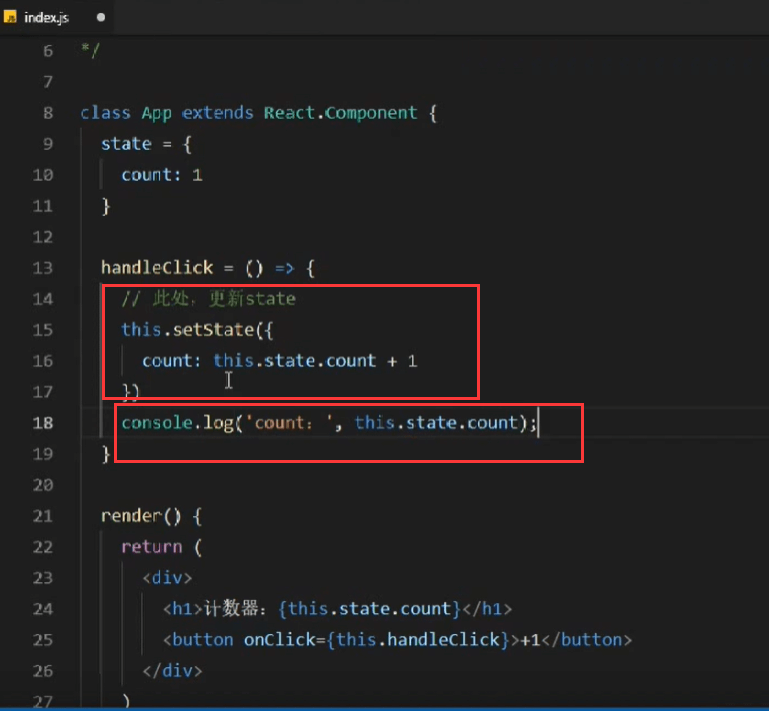 index.js
6 */
7
8 class App extends React.Component {
9 state = {
10 count: 1
11 }
12
13 handleClick = () => {
14 // 此处，更新state
15 this.setState({
16 count: this.state.count + 1
17 })
18 console.log('count：', this.state.count);
19 }
20
21 render() {
22 return (
23 <div>
24 <h1>计数器：{this.state.count}</h1>
25 <button onClick={this.handleClick}>+1</button>
26 </div>
27 )